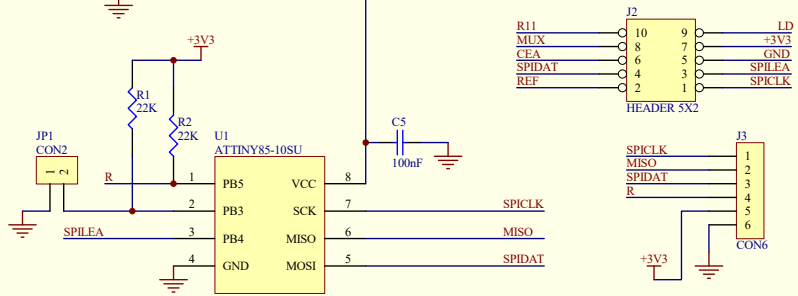 J2
R11 10 9 LD
MUX 8 7 +3V3
CEA 6 5 GND
SPIDAT 4 3 SPILEA
REF 2 1 SPICLK
HEADER 5X2
+3V3
R1
22K
R2
22K
JP1
CON2
1 2
U1
ATTINY85-10SU
C5
100nF
R 1 PB5 VCC 8
2 PB3 SCK 7 SPICLK
SPILEA 3 PB4 MISO 6 MISO
4 GND MOSI 5 SPIDAT
J3
SPICLK 1
MISO 2
SPIDAT 3
R 4
5
6
CON6
+3V3